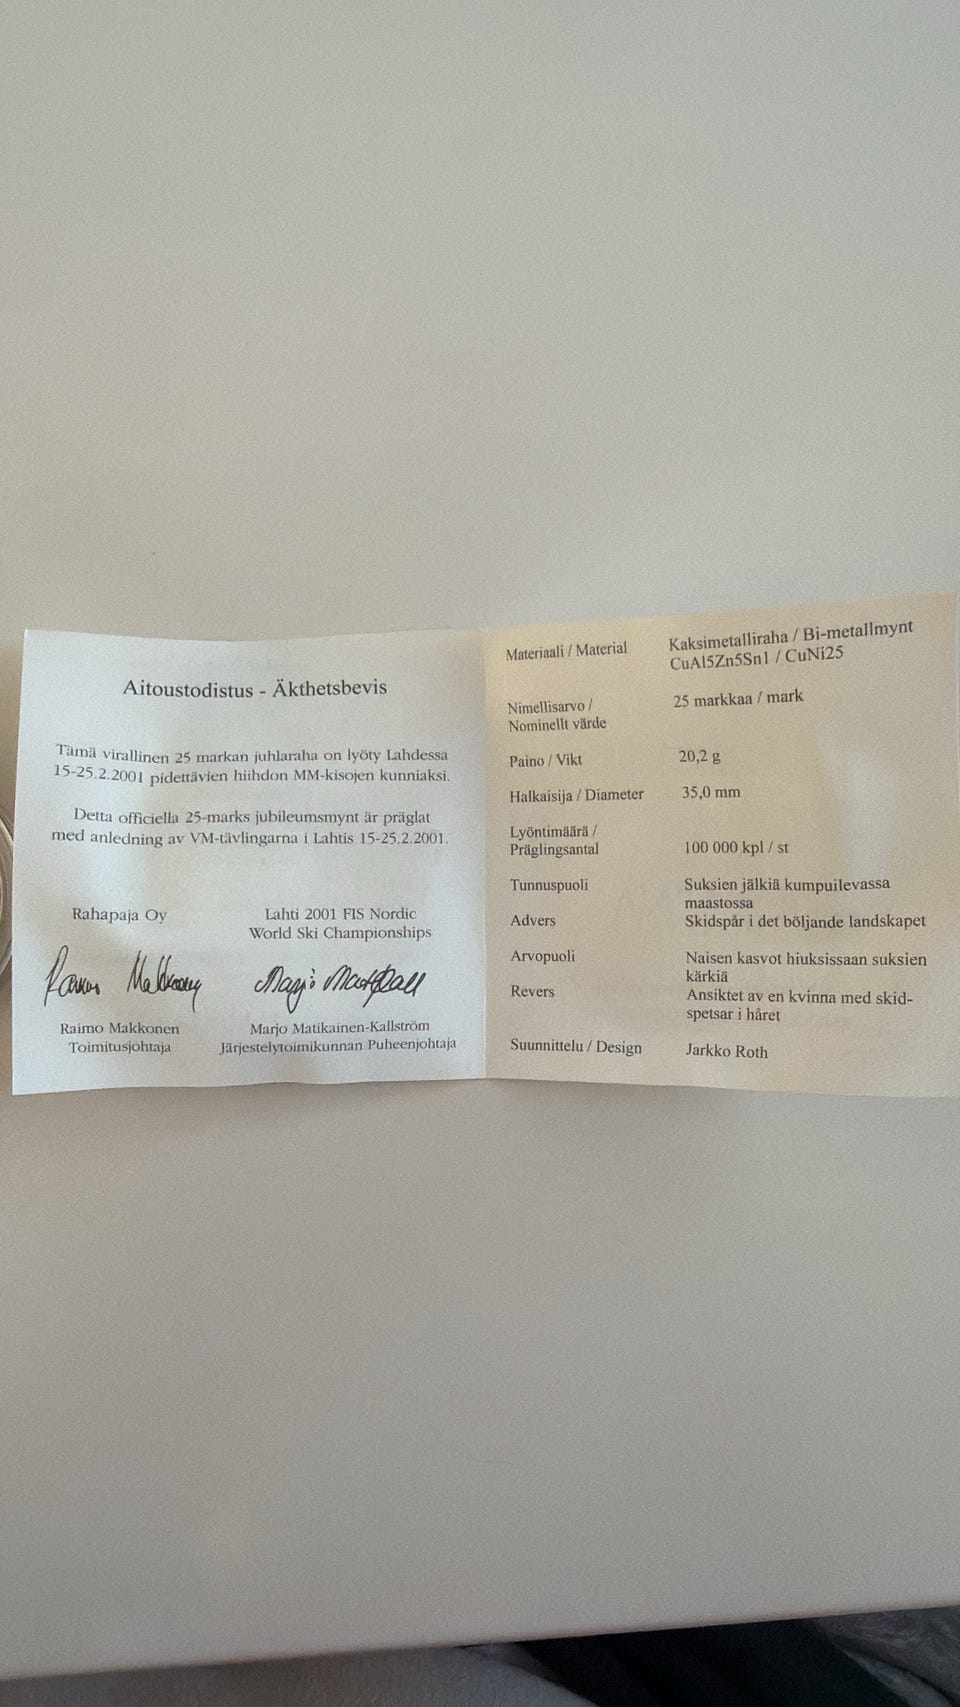 Aitoustodistus - Äkthetsbevis
Tämä virallinen 25 markan juhlaraha on lyöty Lahdessa
15-25.2.2001 pidettävien hiihdon MM-kisojen kunniaksi.
Detta officiella 25-marks jubileumsmynt är präglat
med anledning av VM-tävlingarna i Lahtis 15-25.2.2001.
Rahapaja Oy
Lahti 2001 FIS Nordic
World Ski Championships
Raimo Makkonen
Toimitusjohtaja
Marjo Matikainen-Kallström
Järjestelytoimikunnan Puheenjohtaja
Materiaali / Material
Kaksimetalliraha / Bi-metallmynt
CuAl5Zn5Sn1 / CuNi25
Nimellisarvo /
Nominellt värde
25 markkaa / mark
Paino / Vikt
20,2 g
Halkaisija / Diameter
35,0 mm
Lyöntimäärä /
Präglingsantal
100 000 kpl / st
Tunnuspuoli
Suksien jälkiä kumpuilevassa
maastossa
Advers
Skidspår i det böljande landskapet
Arvopuoli
Naisen kasvot hiuksissaan suksien
kärkiä
Revers
Ansiktet av en kvinna med skid-
spetsar i håret
Suunnittelu / Design
Jarkko Roth